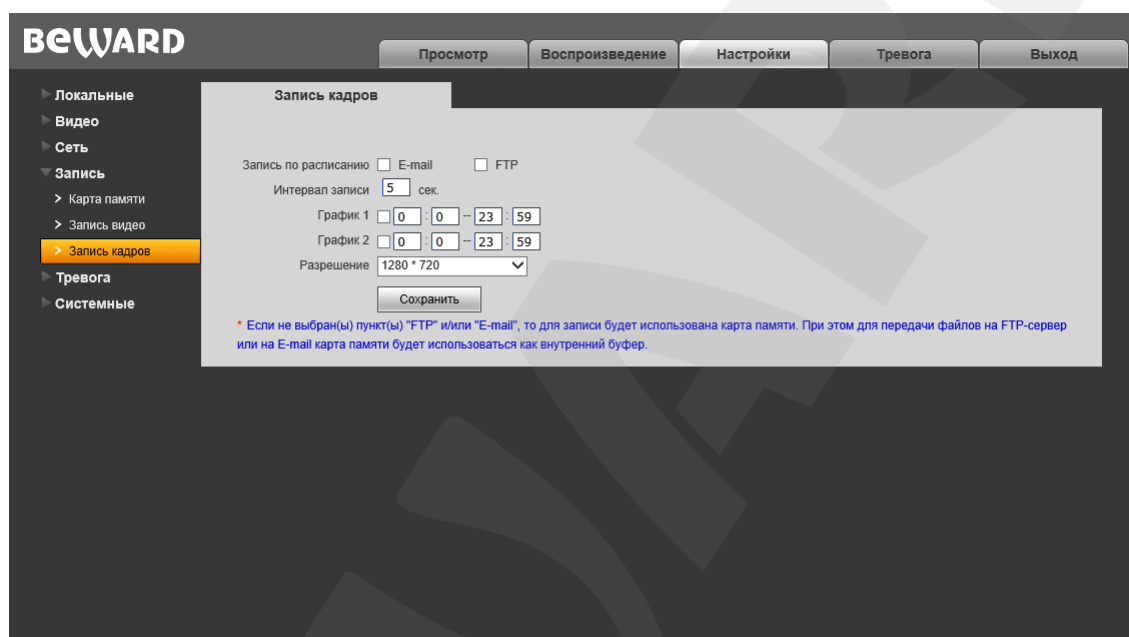 BEWARD
Просмотр Воспроизведение Настройки Тревога Выход
Локальные
Видео
Сеть
Запись
Карта памяти
Запись видео
Запись кадров
Тревога
Системные
Запись кадров
Запись по расписанию E-mail FTP
Интервал записи 5 сек.
График 1 0 : 0 -- 23 : 59
График 2 0 : 0 -- 23 : 59
Разрешение 1280 * 720
Сохранить
* Если не выбран(ы) пункт(ы) "FTP" и/или "E-mail", то для записи будет использована карта памяти. При этом для передачи файлов на FTP-сервер
или на E-mail карта памяти будет использоваться как внутренний буфер.